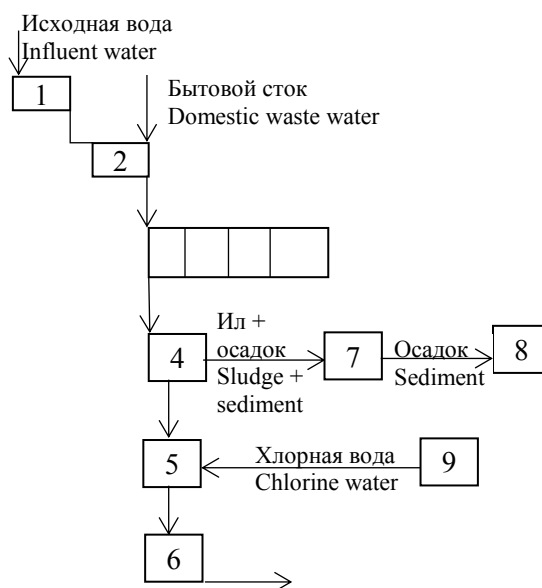 Исходная вода
Influent water
1
Бытовой сток
Domestic waste water
2
Ил +
осадок
Sludge +
sediment
4
7
Осадок
Sediment
8
5
Хлорная вода
Chlorine water
9
6